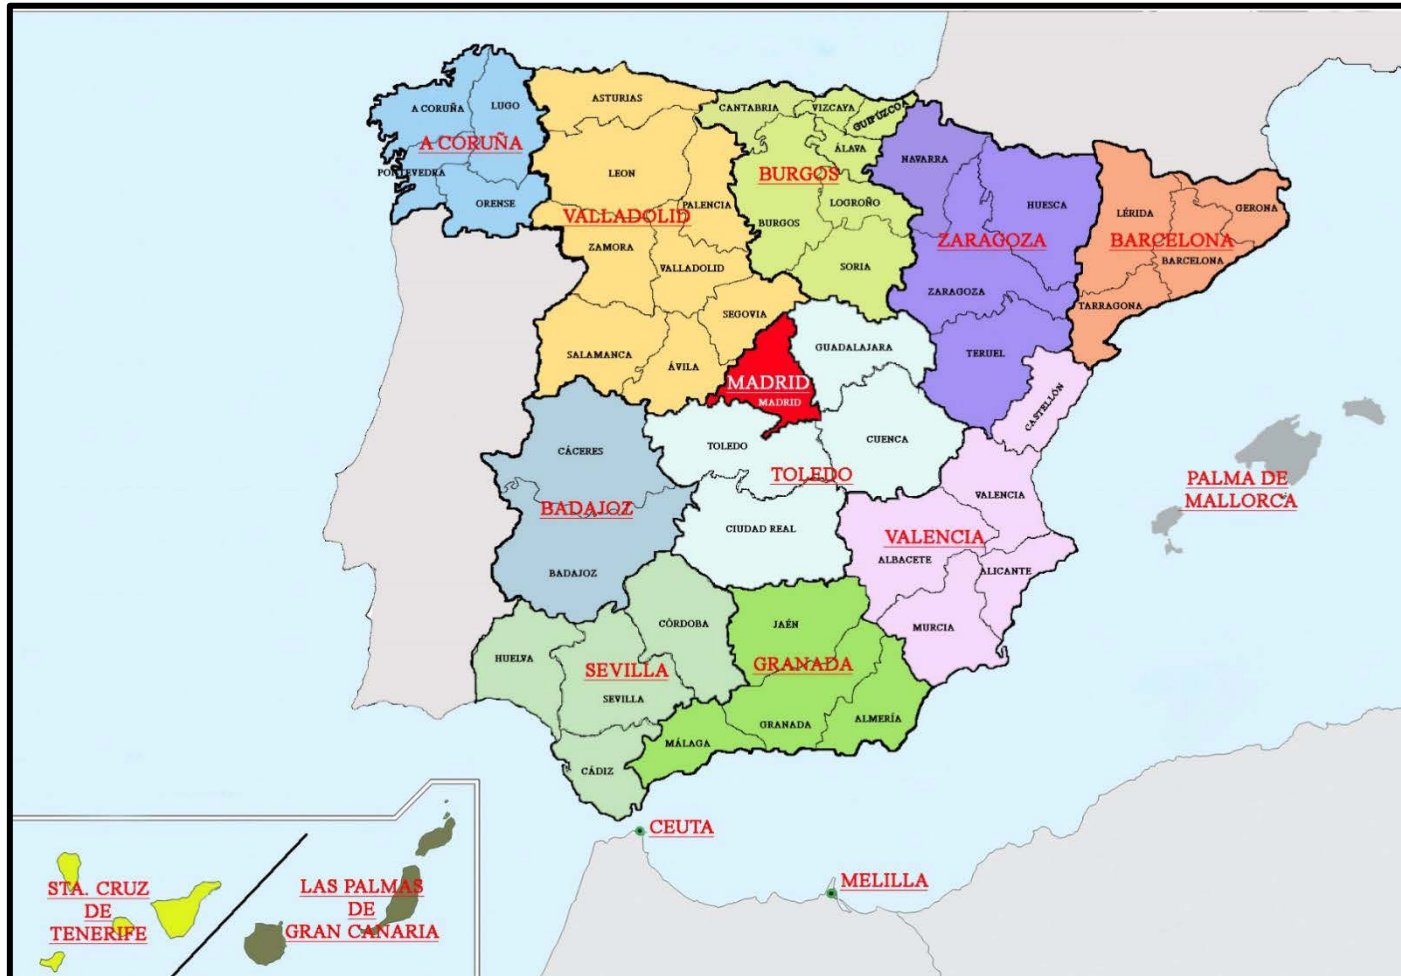 ASTURIAS
CANTABRIA
VIZCAYA
GUIPÚZCOA
A CORUÑA
LUGO
A CORUÑA
PONTEVEDRA
ORENSE
LEON
PALENCIA
VALLADOLID
ZAMORA
VALLADOLID
SEGOVIA
SALAMANCA
ÁVILA
ÁLAVA
BURGOS
LOGROÑO
BURGOS
SORIA
NAVARRA
HUESCA
ZARAGOZA
ZARAGOZA
TERUEL
LÉRIDA
GERONA
BARCELONA
BARCELONA
TARRAGONA
GUADALAJARA
MADRID
MADRID
TOLEDO
CUENCA
TOLEDO
CIUDAD REAL
CÁCERES
BADAJOZ
BADAJOZ
CASTELLÓN
VALENCIA
VALENCIA
ALBACETE
ALICANTE
MURCIA
PALMA DE
MALLORCA
HUELVA
CÓRDOBA
SEVILLA
SEVILLA
CÁDIZ
JAÉN
GRANADA
GRANADA
ALMERÍA
MÁLAGA
CEUTA
MELILLA
STA. CRUZ
DE
TENERIFE
LAS PALMAS
DE
GRAN CANARIA